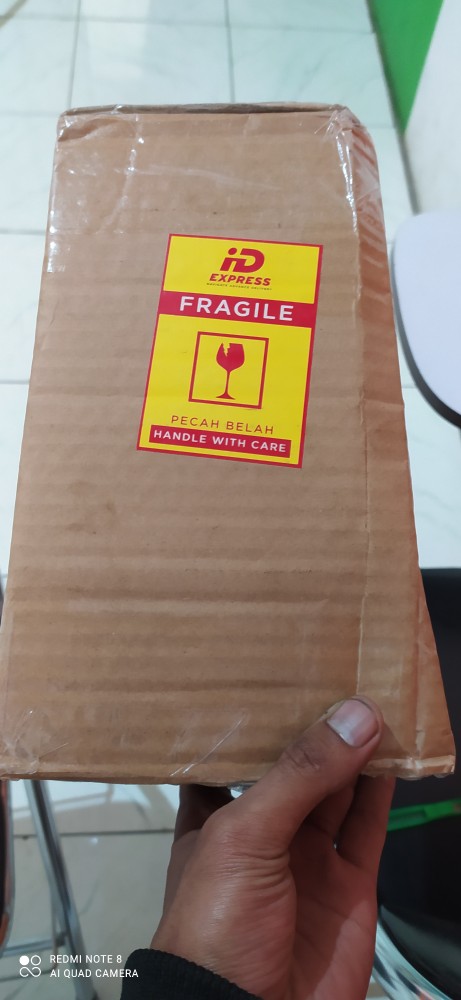 iD
EXPRESS
FRAGILE
PECAH BELAH
HANDLE WITH CARE
REDMI NOTE 8
AI QUAD CAMERA